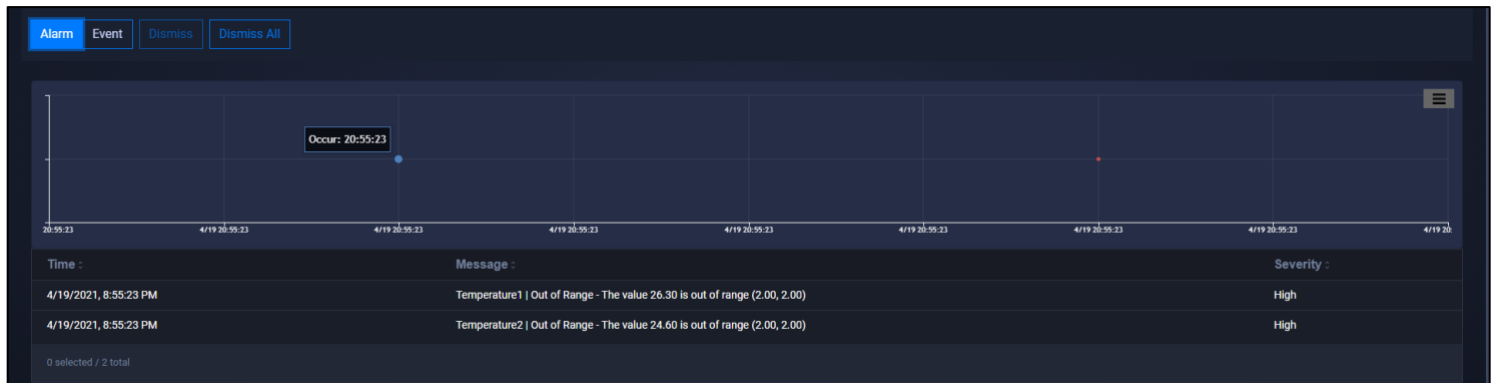 Alarm Event Dismiss Dismiss All
Occur: 20:55:23
20:55:23 4/19 20:55:23 4/19 20:55:23 4/19 20:55:23 4/19 20:55:23 4/19 20:55:23 4/19 20:55:23 4/19 20:55:23 4/19 20:
Time Message Severity
4/19/2021, 8:55:23 PM Temperature1 | Out of Range - The value 26.30 is out of range (2.00, 2.00) High
4/19/2021, 8:55:23 PM Temperature2 | Out of Range - The value 24.60 is out of range (2.00, 2.00) High
0 selected / 2 total